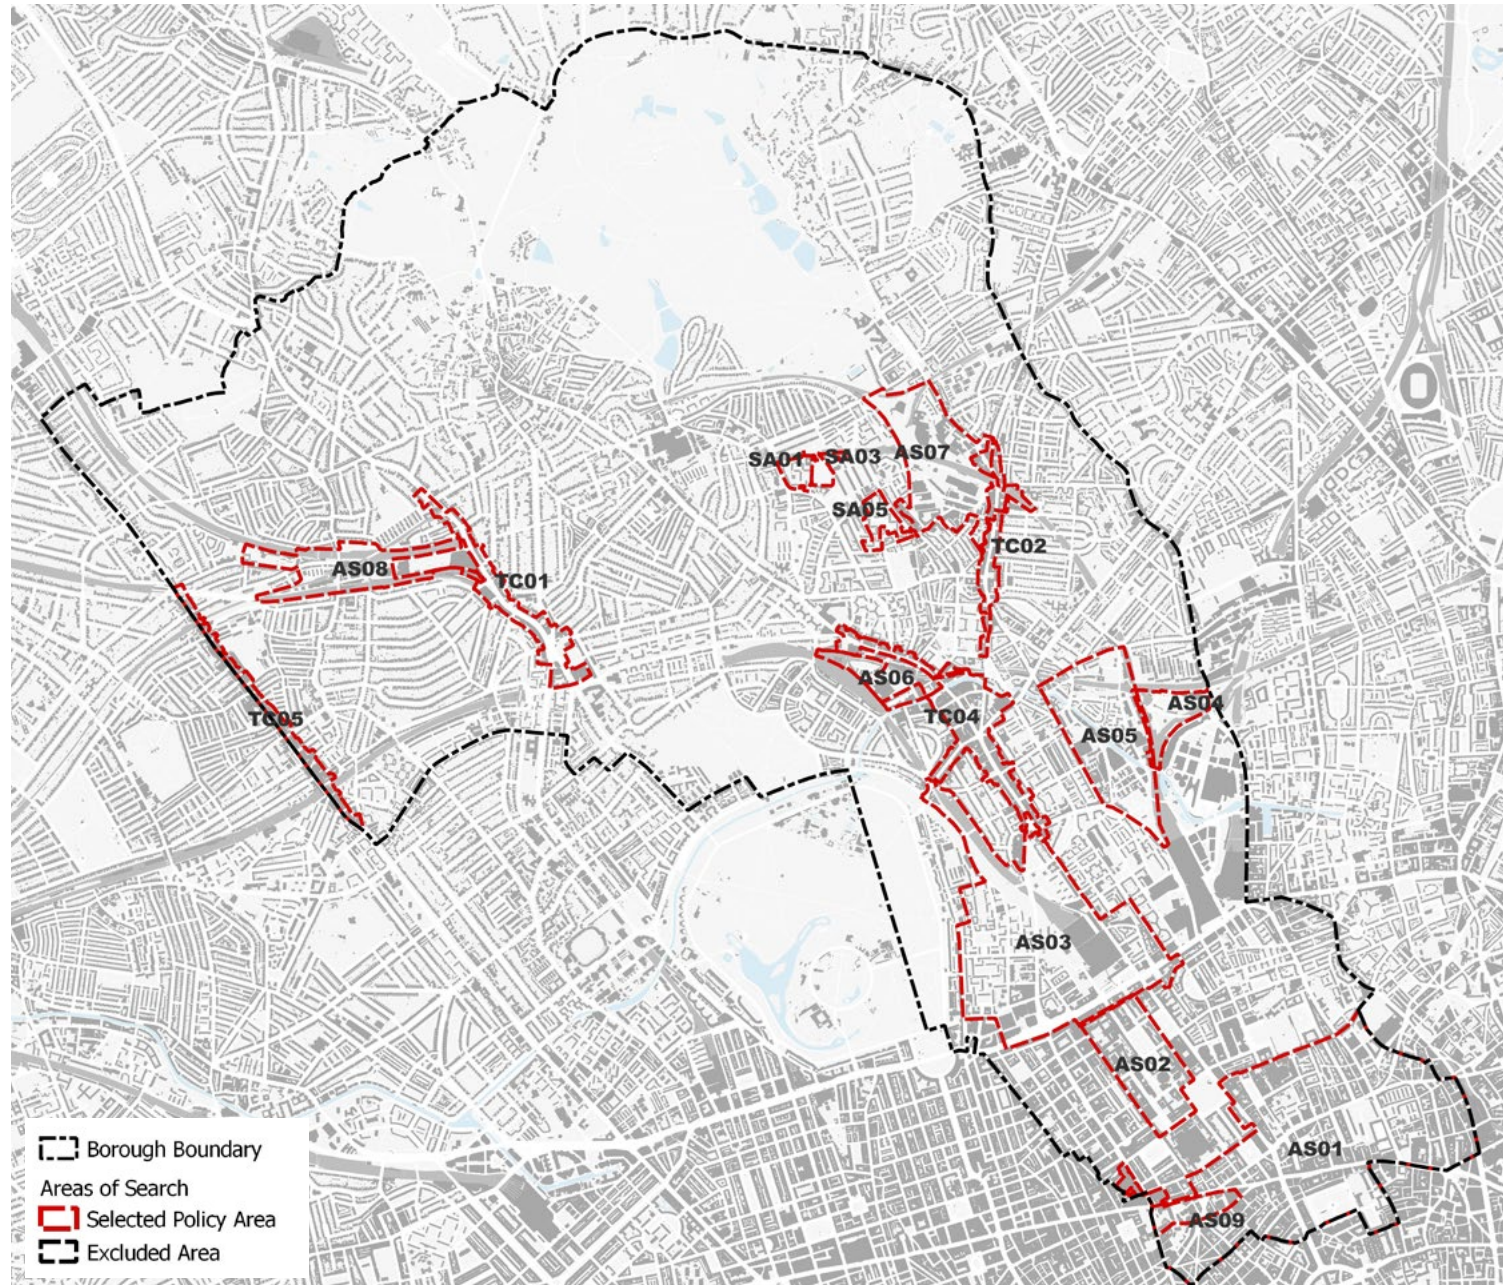 SA01
SA03
AS07
SA05
TC02
AS08
TC01
AS06
AS04
TC05
TC04
AS05
AS03
AS02
AS01
AS09
Borough Boundary
Areas of Search
Selected Policy Area
Excluded Area